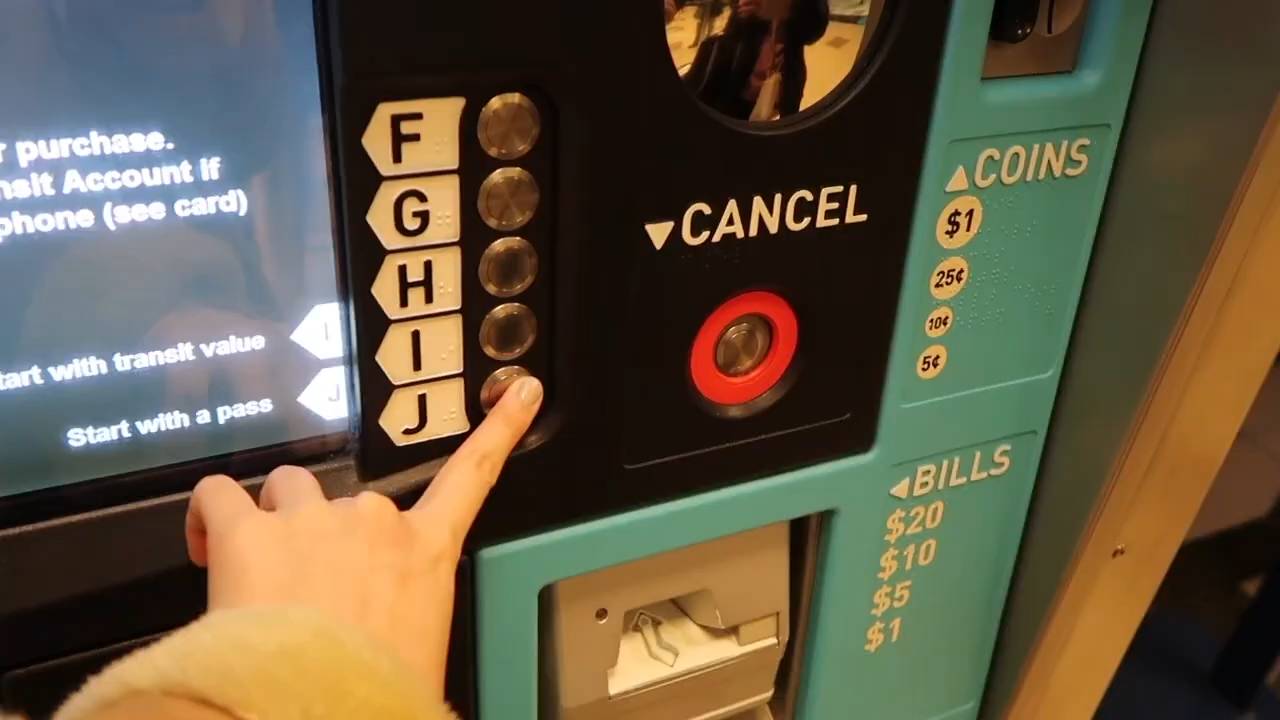 r purchase.
nsit Account if
phone (see card)
tart with transit value
I
Start with a pass
J
F
G
H
I
J
CANCEL
COINS
$1
25¢
10¢
5¢
BILLS
$20
$10
$5
$1